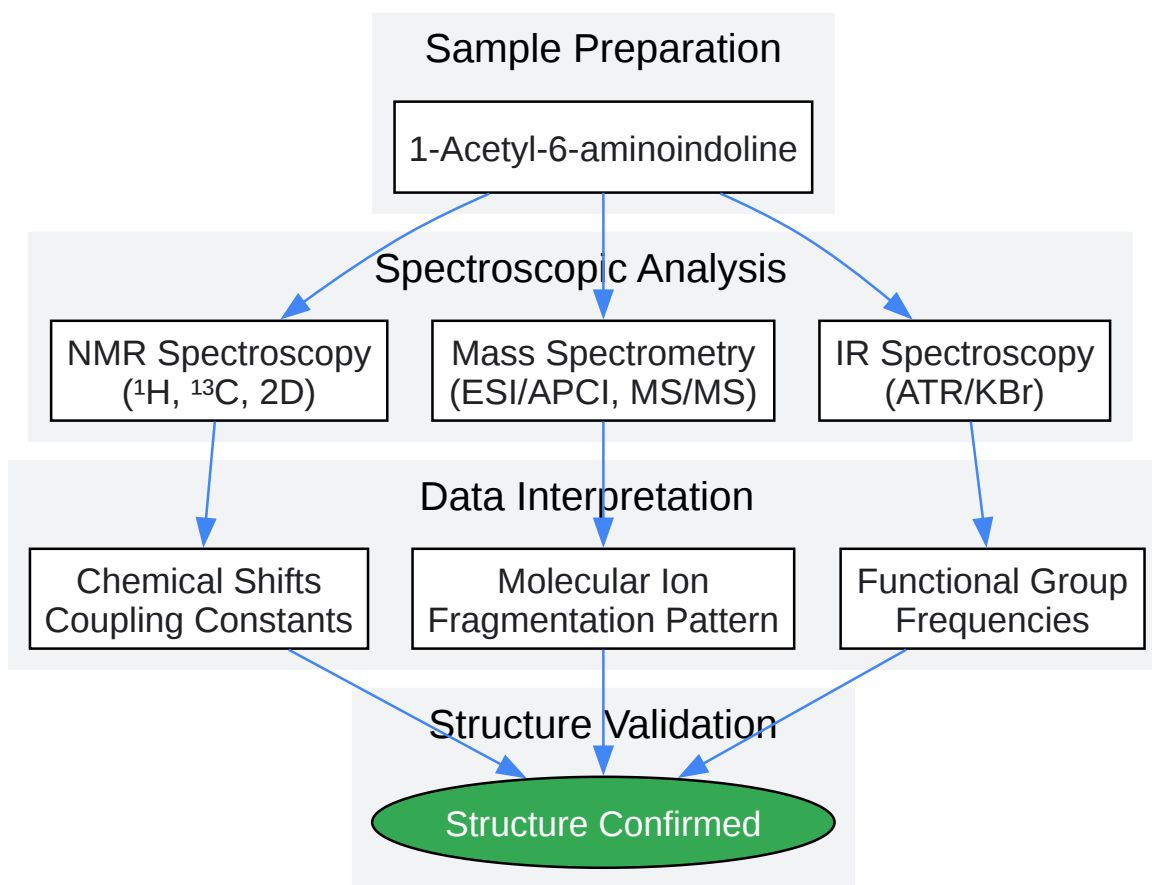 Sample Preparation
1-Acetyl-6-aminoindoline
Spectroscopic Analysis
NMR Spectroscopy
(¹H, ¹³C, 2D)
Mass Spectrometry
(ESI/APCI, MS/MS)
IR Spectroscopy
(ATR/KBr)
Data Interpretation
Chemical Shifts
Coupling Constants
Molecular Ion
Fragmentation Pattern
Functional Group
Frequencies
Structure Validation
Structure Confirmed